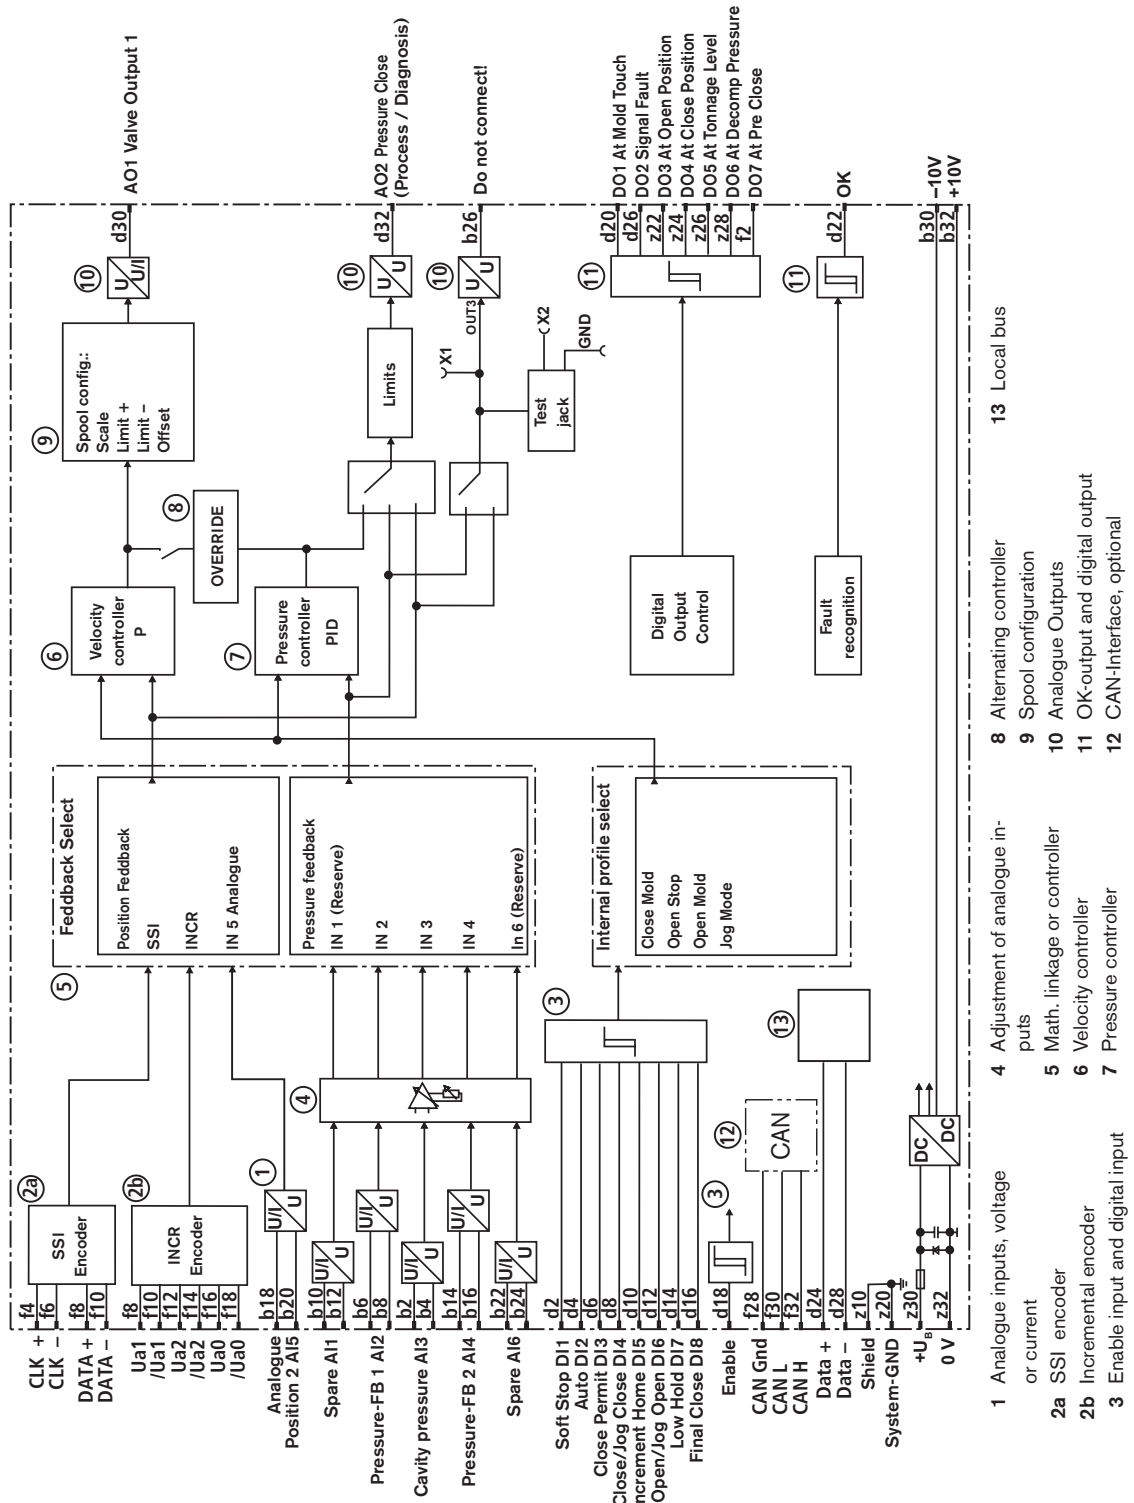 CLK +
CLK –
DATA +
DATA –
Ua1
/Ua1
Ua2
/Ua2
Ua0
/Ua0
Analogue
Position 2 AI5
Spare AI1
Pressure-FB 1 AI2
Cavity pressure AI3
Pressure-FB 2 AI4
Spare AI6
Soft Stop DI1
Auto DI2
Close Permit DI3
Close/Jog Close DI4
Increment Home DI5
Open/Jog Open DI6
Low Hold DI7
Final Close DI8
Enable
CAN Gnd
CAN L
CAN H
Data +
Data –
Shield
System-GND
+UB
0 V
f4
f6
f8
f10
f8
f10
f12
f14
f16
f18
b18
b20
b10
b12
b6
b8
b2
b4
b14
b16
b22
b24
d2
d4
d6
d8
d10
d12
d14
d16
d18
f28
f30
f32
d24
d28
z10
z20
z30
z32
2a
SSI
Encoder
2b
INCR
Encoder
1
U/I
U
U/I
U
U/I
U
U/I
U
U/I
U
U/I
U
4
3
3
12
CAN
13
DC
DC
5
Feddback Select
Position Feddback
SSI
INCR
IN 5 Analogue
Pressure feedback
IN 1 (Reserve)
IN 2
IN 3
IN 4
In 6 (Reserve)
Internal profile select
Close Mold
Open Stop
Open Mold
Jog Mode
6
Velocity
controller
P
7
Pressure
controller
PID
8
OVERRIDE
9
Spool config.:
Scale
Limit +
Limit –
Offset
Limits
X1
OUT3
Test
jack
X2
GND
Digital
Output
Control
Fault
recognition
10
U
U/I
10
U
U
10
U
U
11
11
d30
d32
b26
d20
d26
z22
z24
z26
z28
f2
d22
b30
b32
AO1 Valve Output 1
AO2 Pressure Close
(Process / Diagnosis)
Do not connect!
DO1 At Mold Touch
DO2 Signal Fault
DO3 At Open Position
DO4 At Close Position
DO5 At Tonnage Level
DO6 At Decomp Pressure
DO7 At Pre Close
OK
–10V
+10V
1 Analogue inputs, voltage
or current
2a SSI encoder
2b Incremental encoder
3 Enable input and digital input
4 Adjustment of analogue in-
puts
5 Math. linkage or controller
6 Velocity controller
7 Pressure controller
8 Alternating controller
9 Spool configuration
10 Analogue Outputs
11 OK-output and digital output
12 CAN-Interface, optional
13 Local bus